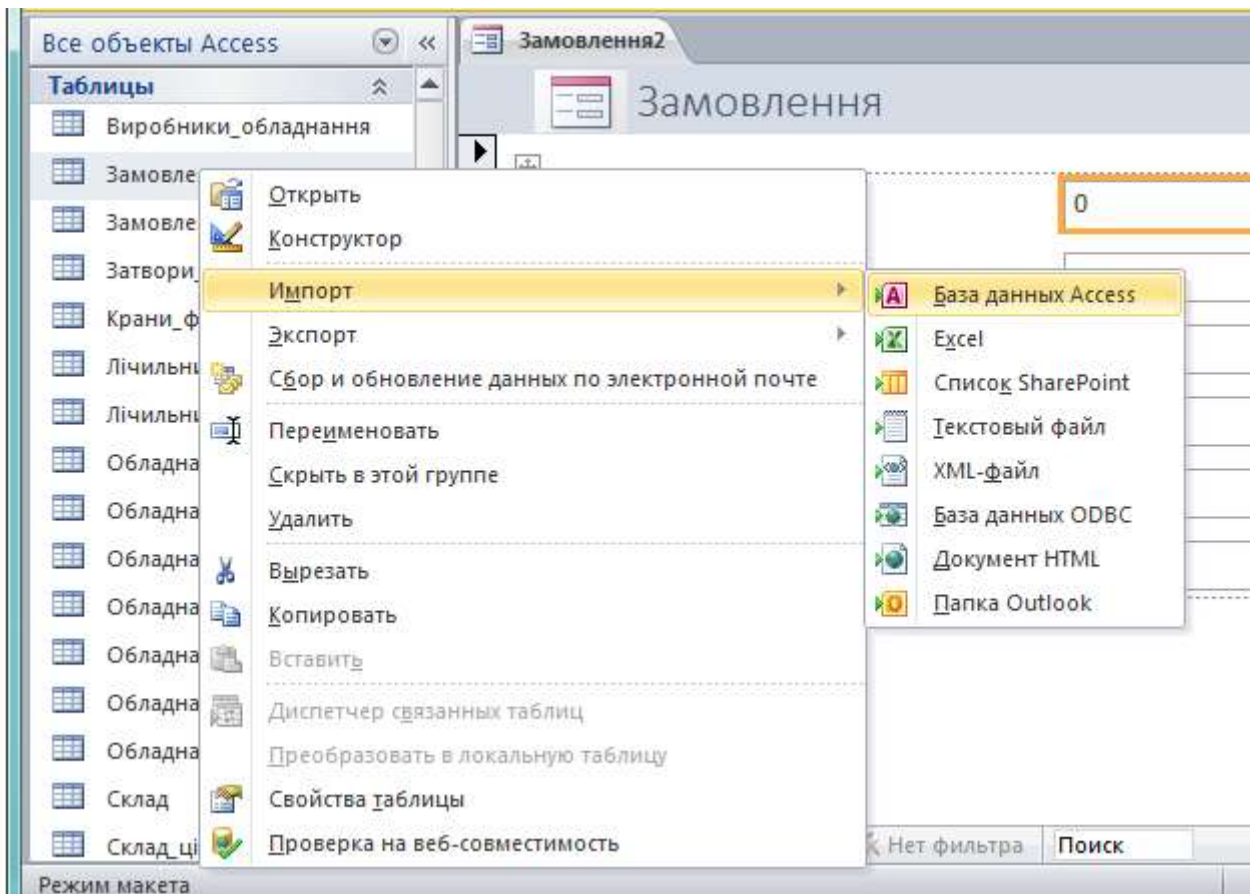 Все объекты Access
Замовлення2
Таблицы
Замовлення
Виробники_обладнання
Замовле
Замовле
Затвори_
Крани_ф
Лічильни
Лічильни
Обладна
Обладна
Обладна
Обладна
Обладна
Обладна
Обладна
Склад
Склад_ці
Открыть
Конструктор
Импорт
Экспорт
Сбор и обновление данных по электронной почте
Переименовать
Скрыть в этой группе
Удалить
Вырезать
Копировать
Вставить
Диспетчер связанных таблиц
Преобразовать в локальную таблицу
Свойства таблицы
Проверка на веб-совместимость
0
База данных Access
Excel
Список SharePoint
Текстовый файл
XML-файл
База данных ODBC
Документ HTML
Папка Outlook
Нет фильтра
Поиск
Режим макета